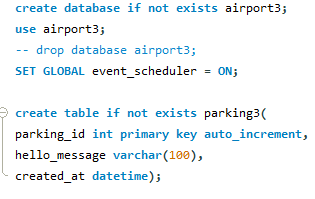 create database if not exists airport3;
use airport3;
-- drop database airport3;
SET GLOBAL event_scheduler = ON;
create table if not exists parking3(
parking_id int primary key auto_increment,
hello_message varchar(100),
created_at datetime);